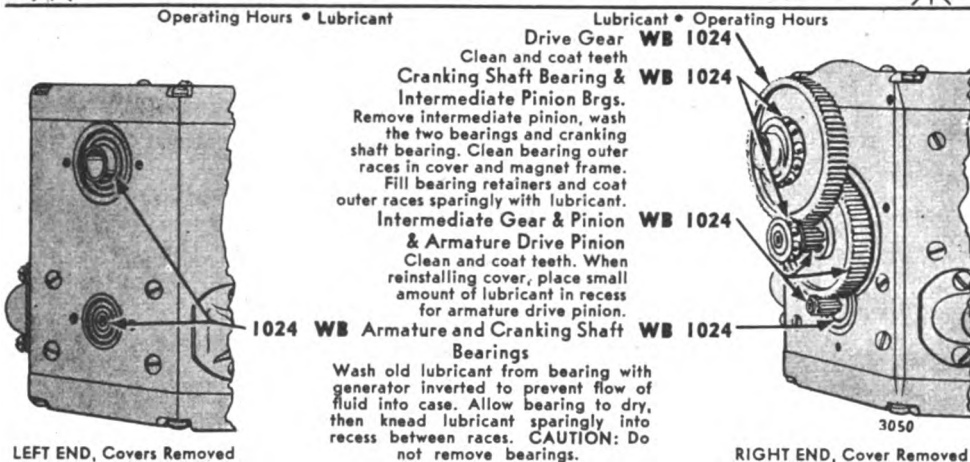 Operating Hours • Lubricant
Lubricant • Operating Hours
Drive Gear WB 1024
Clean and coat teeth
Cranking Shaft Bearing & WB 1024
Intermediate Pinion Brgs.
Remove intermediate pinion, wash
the two bearings and cranking
shaft bearing. Clean bearing outer
races in cover and magnet frame.
Fill bearing retainers and coat
outer races sparingly with lubricant.
Intermediate Gear & Pinion WB 1024
& Armature Drive Pinion
Clean and coat teeth. When
reinstalling cover, place small
amount of lubricant in recess
for armature drive pinion.
1024 WB Armature and Cranking Shaft WB 1024
Bearings
Wash old lubricant from bearing with
generator inverted to prevent flow of
fluid into case. Allow bearing to dry,
then knead lubricant sparingly into
recess between races. CAUTION: Do
not remove bearings.
3050
LEFT END, Covers Removed
RIGHT END, Cover Removed